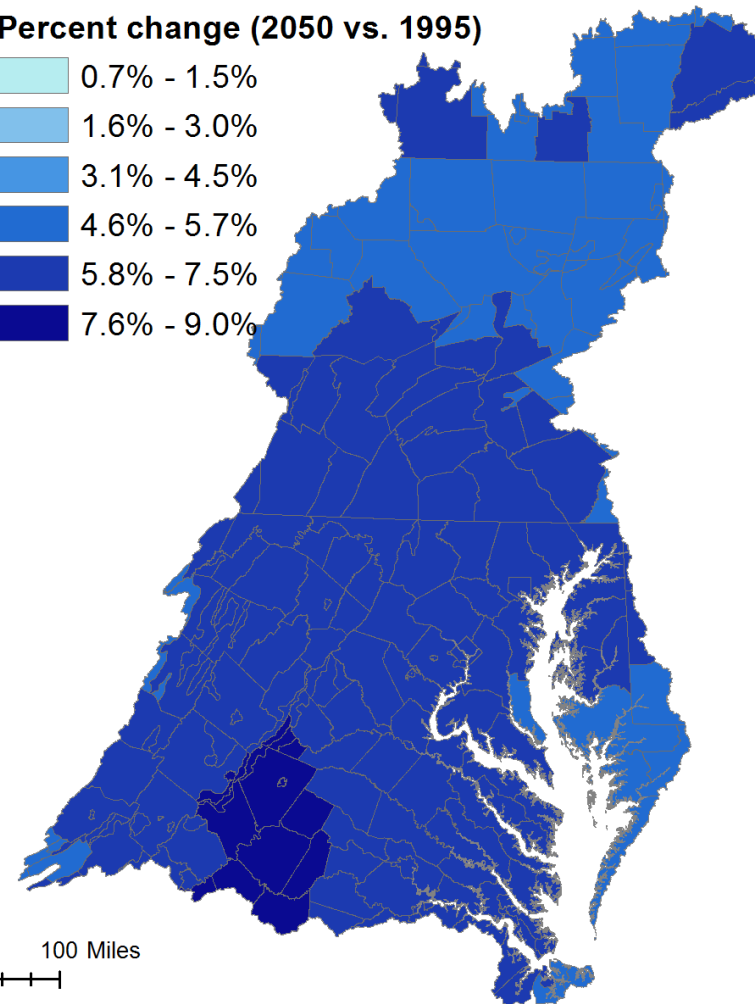 Percent change (2050 vs. 1995)
0.7% - 1.5%
1.6% - 3.0%
3.1% - 4.5%
4.6% - 5.7%
5.8% - 7.5%
7.6% - 9.0%
100 Miles